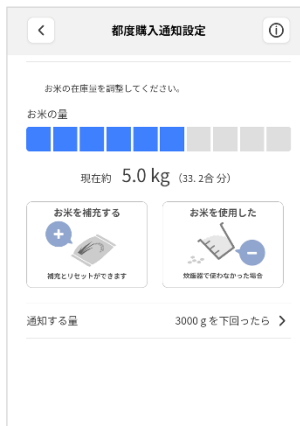 都度購入通知設定
お米の在庫量を調整してください。
お米の量
現在約 5.0 kg (33. 2合 分)
お米を補充する
お米を使用した
補充とリセットができます
炊飯器で使わなかった場合
通知する量 3000 g を下回ったら